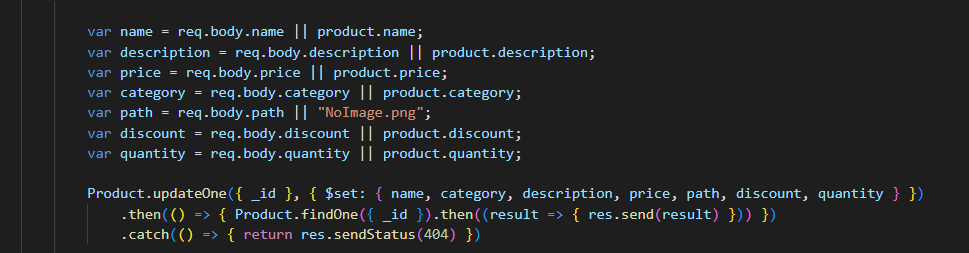 var name = req.body.name || product.name;
var description = req.body.description || product.description;
var price = req.body.price || product.price;
var category = req.body.category || product.category;
var path = req.body.path || "NoImage.png";
var discount = req.body.discount || product.discount;
var quantity = req.body.quantity || product.quantity;
Product.updateOne({ _id }, { $set: { name, category, description, price, path, discount, quantity } })
.then(() => { Product.findOne({ _id }).then((result => { res.send(result) })) })
.catch(() => { return res.sendStatus(404) })